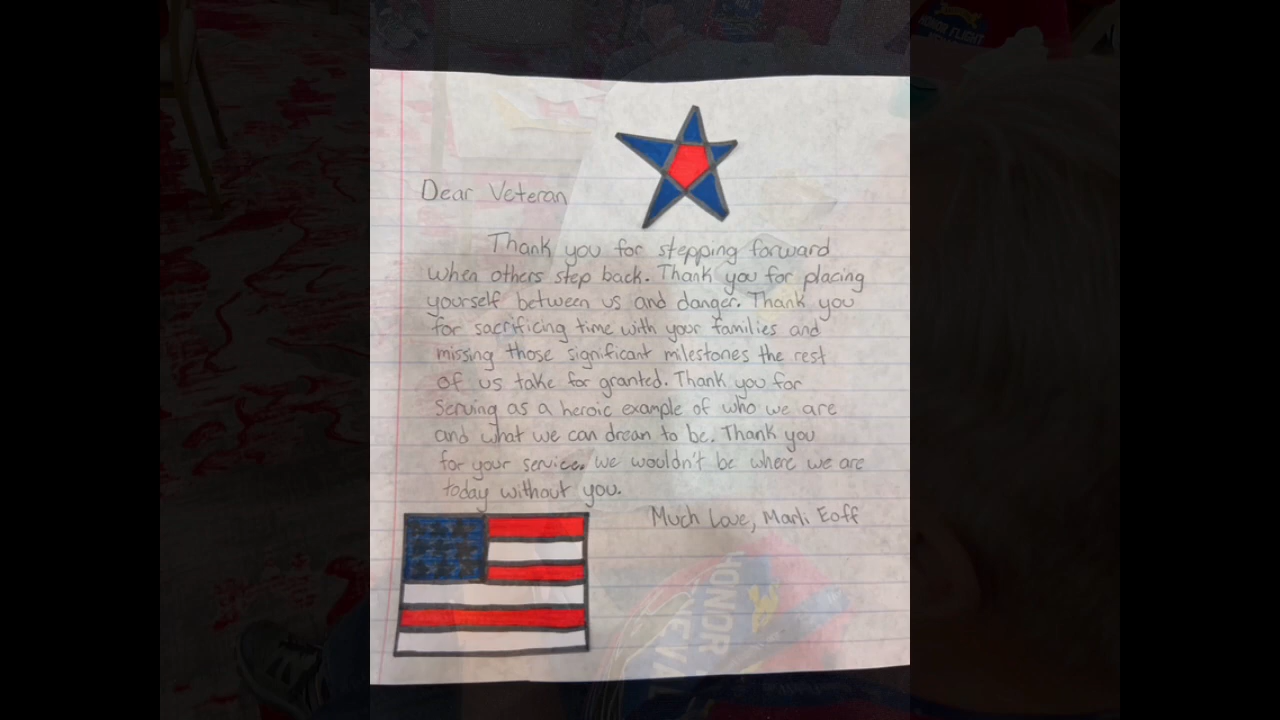 Dear Veteran
Thank you for stepping forward
when others step back. Thank you for placing
yourself between us and danger. Thank you
for sacrificing time with your families and
missing those significant milestones the rest
of us take for granted. Thank you for
serving as a heroic example of who we are
and what we can dream to be. Thank you
for your service. We wouldn't be where we are
today without you.
Much Love, Marli Eoff
HONOR FLIGHT
HONOR
NEVA